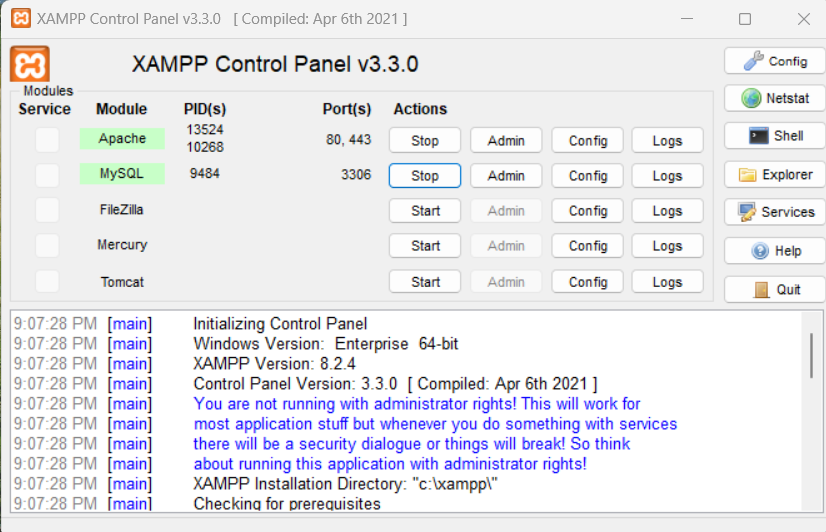 XAMPP Control Panel v3.3.0 [ Compiled: Apr 6th 2021 ]
XAMPP Control Panel v3.3.0
Config
Modules
Service Module PID(s) Port(s) Actions
Netstat
Apache 13524 10268 80, 443 Stop Admin Config Logs
Shell
MySQL 9484 3306 Stop Admin Config Logs
Explorer
FileZilla Start Admin Config Logs
Services
Mercury Start Admin Config Logs
Help
Tomcat Start Admin Config Logs
Quit
9:07:28 PM [main] Initializing Control Panel
9:07:28 PM [main] Windows Version: Enterprise 64-bit
9:07:28 PM [main] XAMPP Version: 8.2.4
9:07:28 PM [main] Control Panel Version: 3.3.0 [ Compiled: Apr 6th 2021 ]
9:07:28 PM [main] You are not running with administrator rights! This will work for
9:07:28 PM [main] most application stuff but whenever you do something with services
9:07:28 PM [main] there will be a security dialogue or things will break! So think
9:07:28 PM [main] about running this application with administrator rights!
9:07:28 PM [main] XAMPP Installation Directory: "c:\xampp\"
9:07:28 PM [main] Checking for prerequisites